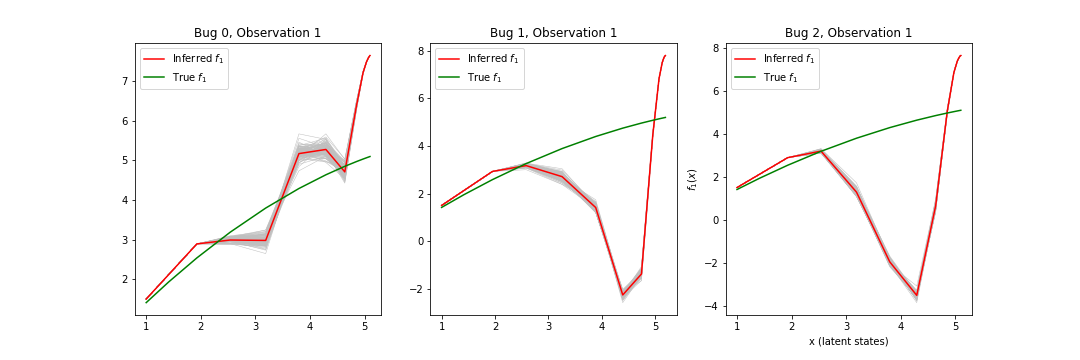 Bug 0, Observation 1
Inferred f₁
True f₁
7
6
5
4
3
2
1 2 3 4 5
Bug 1, Observation 1
Inferred f₁
True f₁
8
6
4
2
0
−2
1 2 3 4 5
Bug 2, Observation 1
Inferred f₁
True f₁
f₁(x)
8
6
4
2
0
−2
−4
1 2 3 4 5
x (latent states)